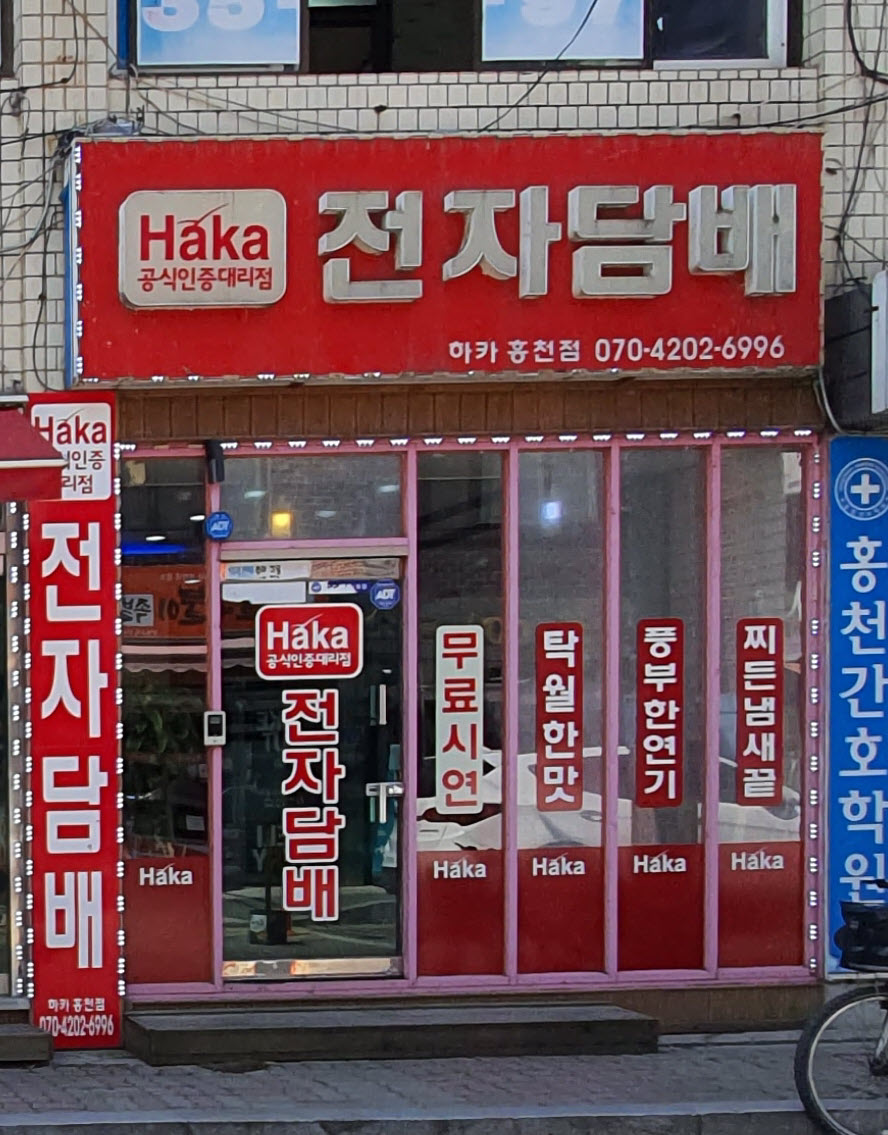 Haka
공식인증대리점
전자담배
하카 홍천점 070-4202-6996
Haka
인증
리점
전자담배
하카 홍천점
070-4202-6996
ADT
ADT
Haka
공식인증대리점
전자담배
무료시연
탁월한맛
풍부한연기
찌든냄새끝
Haka
Haka
Haka
Haka
Haka
홍천간호학원